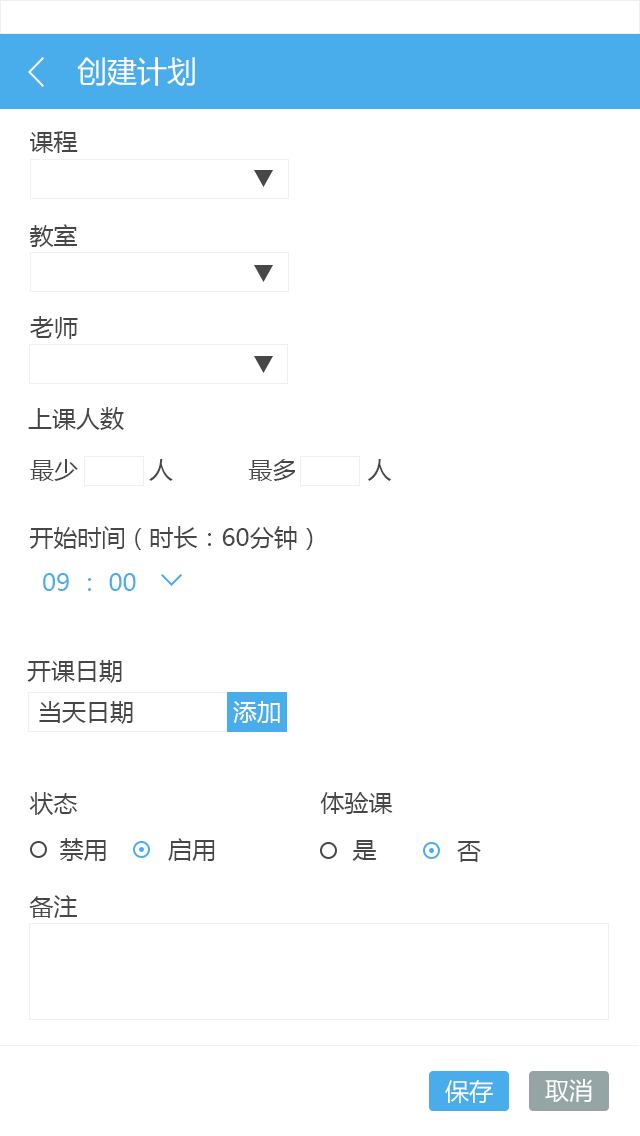 创建计划
课程
教室
老师
上课人数
最少 人 最多 人
开始时间（时长：60分钟）
09 : 00
开课日期
当天日期 添加
状态 体验课
禁用 启用 是 否
备注
保存 取消